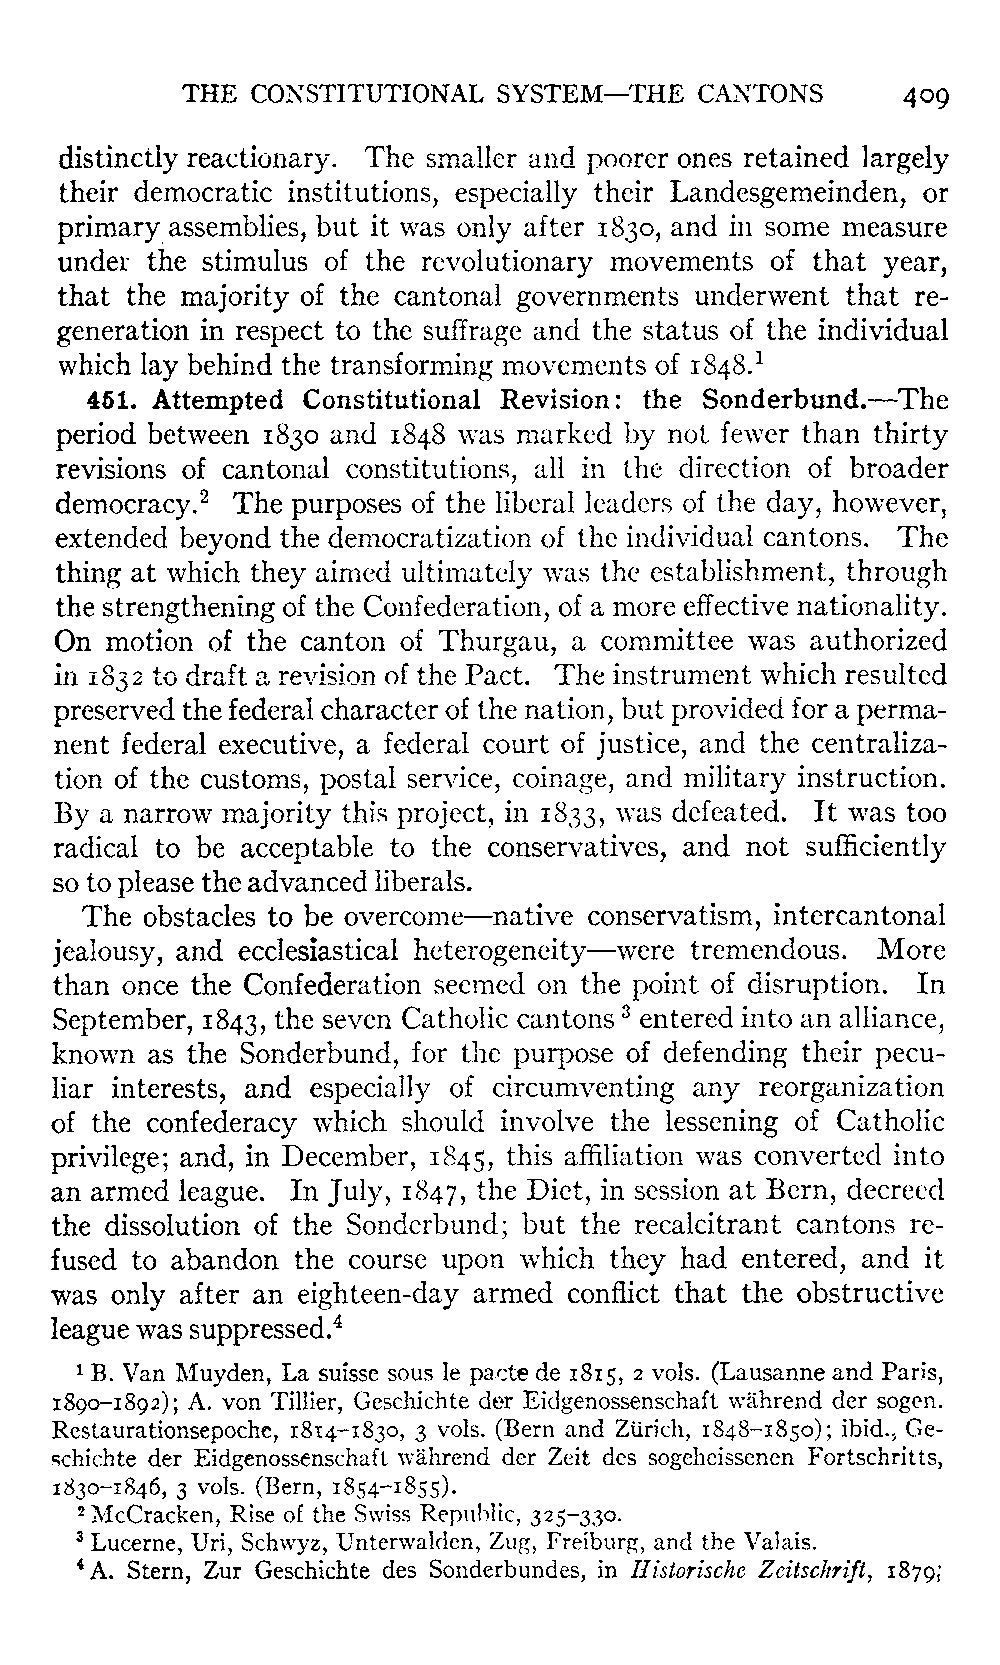 THE CONSTITUTIONAL SYSTEM—THE CANTONS 409
distinctly reactionary. The smaller and poorer ones retained largely
their democratic institutions, especially their Landesgemeinden, or
primary assemblies, but it was only after 1830, and in some measure
under the stimulus of the revolutionary movements of that year,
that the majority of the cantonal governments underwent that re-
generation in respect to the suffrage and the status of the individual
which lay behind the transforming movements of 1848.¹
451. Attempted Constitutional Revision: the Sonderbund.—The
period between 1830 and 1848 was marked by not fewer than thirty
revisions of cantonal constitutions, all in the direction of broader
democracy.² The purposes of the liberal leaders of the day, however,
extended beyond the democratization of the individual cantons. The
thing at which they aimed ultimately was the establishment, through
the strengthening of the Confederation, of a more effective nationality.
On motion of the canton of Thurgau, a committee was authorized
in 1832 to draft a revision of the Pact. The instrument which resulted
preserved the federal character of the nation, but provided for a perma-
nent federal executive, a federal court of justice, and the centraliza-
tion of the customs, postal service, coinage, and military instruction.
By a narrow majority this project, in 1833, was defeated. It was too
radical to be acceptable to the conservatives, and not sufficiently
so to please the advanced liberals.
The obstacles to be overcome—native conservatism, intercantonal
jealousy, and ecclesiastical heterogeneity—were tremendous. More
than once the Confederation seemed on the point of disruption. In
September, 1843, the seven Catholic cantons ³ entered into an alliance,
known as the Sonderbund, for the purpose of defending their pecu-
liar interests, and especially of circumventing any reorganization
of the confederacy which should involve the lessening of Catholic
privilege; and, in December, 1845, this affiliation was converted into
an armed league. In July, 1847, the Diet, in session at Bern, decreed
the dissolution of the Sonderbund; but the recalcitrant cantons re-
fused to abandon the course upon which they had entered, and it
was only after an eighteen-day armed conflict that the obstructive
league was suppressed.⁴
¹ B. Van Muyden, La suisse sous le pacte de 1815, 2 vols. (Lausanne and Paris,
1890–1892); A. von Tillier, Geschichte der Eidgenossenschaft während der sogen.
Restaurationsepoche, 1814–1830, 3 vols. (Bern and Zürich, 1848–1850); ibid., Ge-
schichte der Eidgenossenschaft während der Zeit des sogeheissenen Fortschritts,
1830–1846, 3 vols. (Bern, 1854–1855).
² McCracken, Rise of the Swiss Republic, 325–330.
³ Lucerne, Uri, Schwyz, Unterwalden, Zug, Freiburg, and the Valais.
⁴ A. Stern, Zur Geschichte des Sonderbundes, in Historische Zeitschrift, 1879;